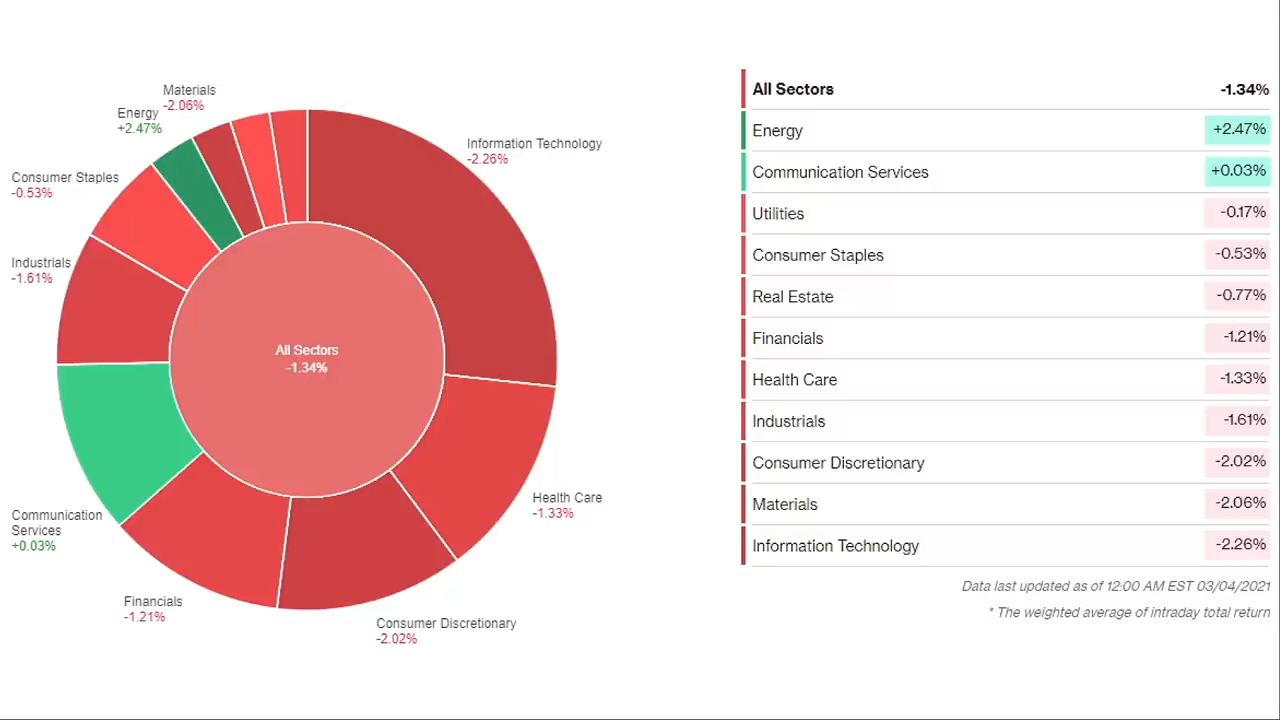 Materials
-2.06%
Energy
+2.47%
Information Technology
-2.26%
Consumer Staples
-0.53%
Industrials
-1.61%
All Sectors
-1.34%
Health Care
-1.33%
Communication
Services
+0.03%
Financials
-1.21%
Consumer Discretionary
-2.02%
All Sectors -1.34%
Energy +2.47%
Communication Services +0.03%
Utilities -0.17%
Consumer Staples -0.53%
Real Estate -0.77%
Financials -1.21%
Health Care -1.33%
Industrials -1.61%
Consumer Discretionary -2.02%
Materials -2.06%
Information Technology -2.26%
Data last updated as of 12:00 AM EST 03/04/2021
* The weighted average of intraday total return